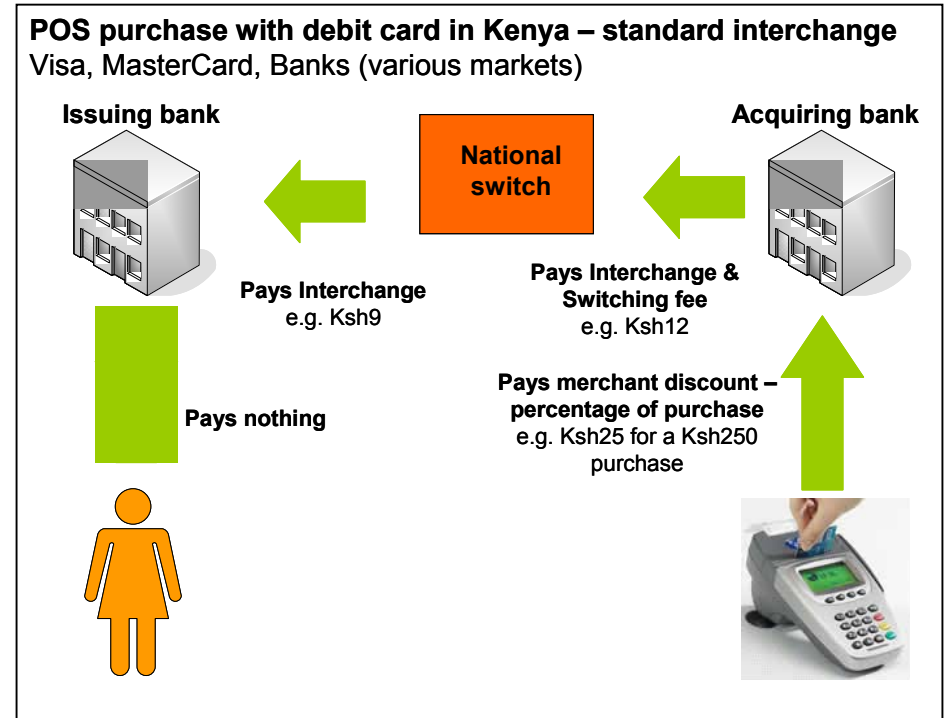 POS purchase with debit card in Kenya – standard interchange
Visa, MasterCard, Banks (various markets)
Issuing bank
National
switch
Acquiring bank
Pays Interchange
e.g. Ksh9
Pays Interchange &
Switching fee
e.g. Ksh12
Pays nothing
Pays merchant discount –
percentage of purchase
e.g. Ksh25 for a Ksh250
purchase